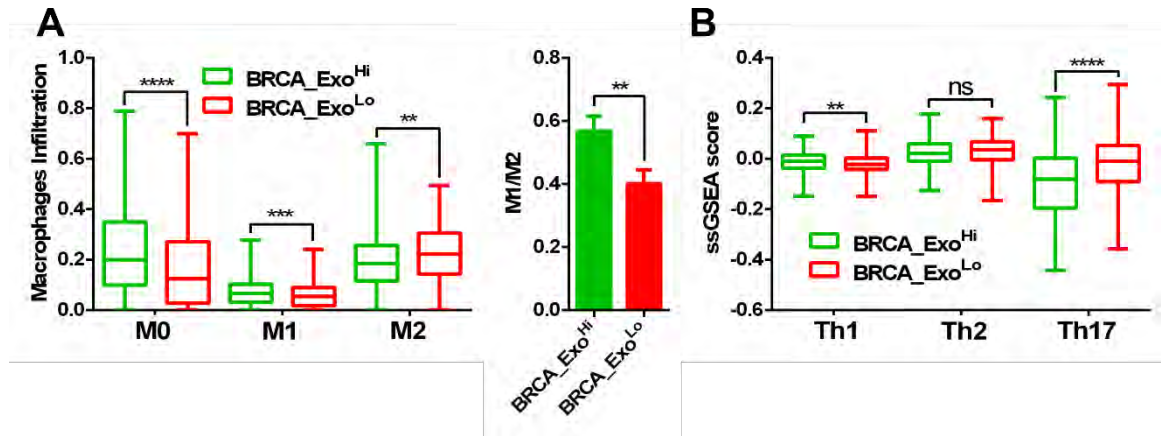 A
Macrophages Infiltration
1.0
0.8
0.6
0.4
0.2
0.0
BRCA_Exo^Hi
BRCA_Exo^Lo
****
***
**
M0 M1 M2
M1/M2
0.8
0.6
0.4
0.2
0.0
**
BRCA_Exo^Hi
BRCA_Exo^Lo
B
ssGSEA score
0.4
0.2
0.0
-0.2
-0.4
-0.6
**
ns
****
BRCA_Exo^Hi
BRCA_Exo^Lo
Th1 Th2 Th17